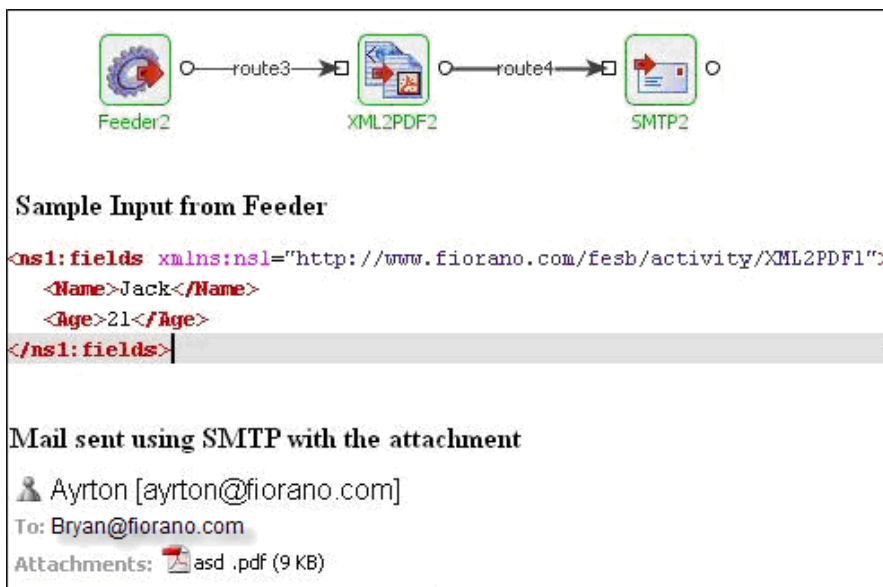 route3
route4
Feeder2
XML2PDF2
SMTP2
Sample Input from Feeder
<ns1:fields xmlns:ns1="http://www.fiorano.com/fesb/activity/XML2PDF1">
<Name>Jack</Name>
<Age>21</Age>
</ns1:fields>
Mail sent using SMTP with the attachment
Ayrton [ayrton@fiorano.com]
To: Bryan@fiorano.com
Attachments: asd .pdf (9 KB)